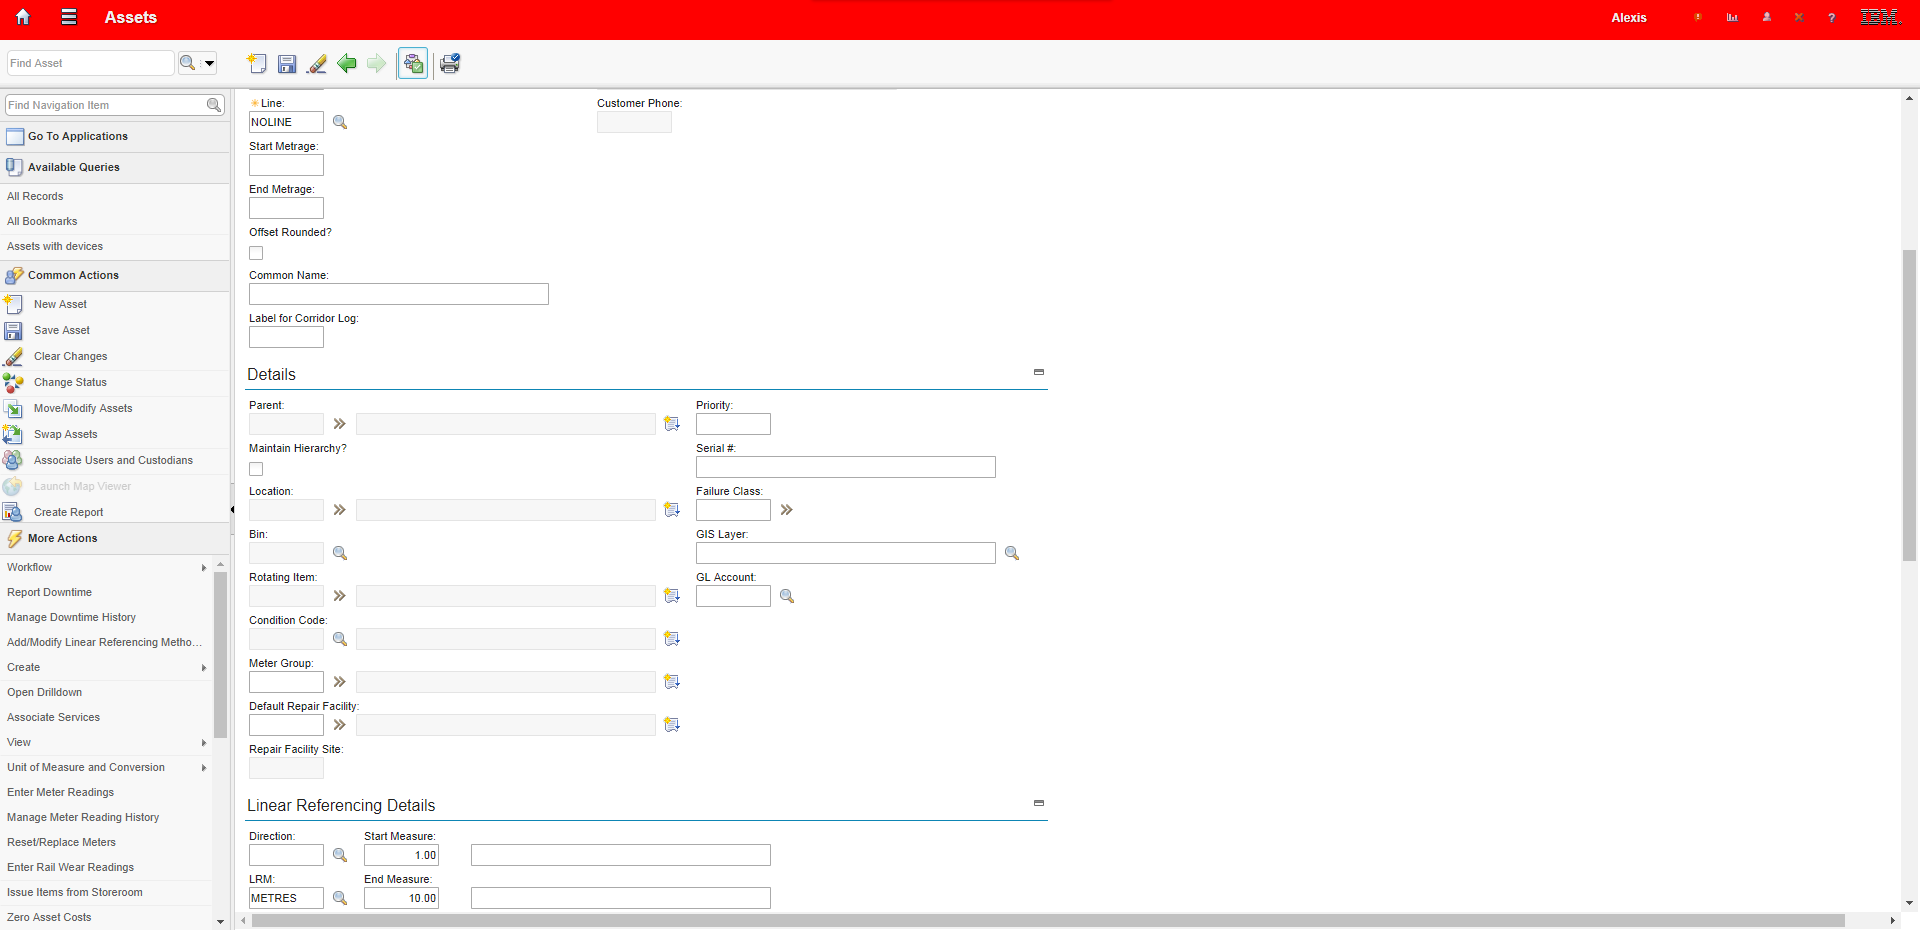 Assets
Alexis
?
IBM.
Find Asset
Find Navigation Item
Go To Applications
Available Queries
All Records
All Bookmarks
Assets with devices
Common Actions
New Asset
Save Asset
Clear Changes
Change Status
Move/Modify Assets
Swap Assets
Associate Users and Custodians
Launch Map Viewer
Create Report
More Actions
Workflow
Report Downtime
Manage Downtime History
Add/Modify Linear Referencing Metho...
Create
Open Drilldown
Associate Services
View
Unit of Measure and Conversion
Enter Meter Readings
Manage Meter Reading History
Reset/Replace Meters
Enter Rail Wear Readings
Issue Items from Storeroom
Zero Asset Costs
Line:
NOLINE
Customer Phone:
Start Metrage:
End Metrage:
Offset Rounded?
Common Name:
Label for Corridor Log:
Details
Parent:
Priority:
Maintain Hierarchy?
Serial #:
Location:
Failure Class:
Bin:
GIS Layer:
Rotating Item:
GL Account:
Condition Code:
Meter Group:
Default Repair Facility:
Repair Facility Site:
Linear Referencing Details
Direction:
Start Measure:
1.00
LRM:
End Measure:
METRES
10.00